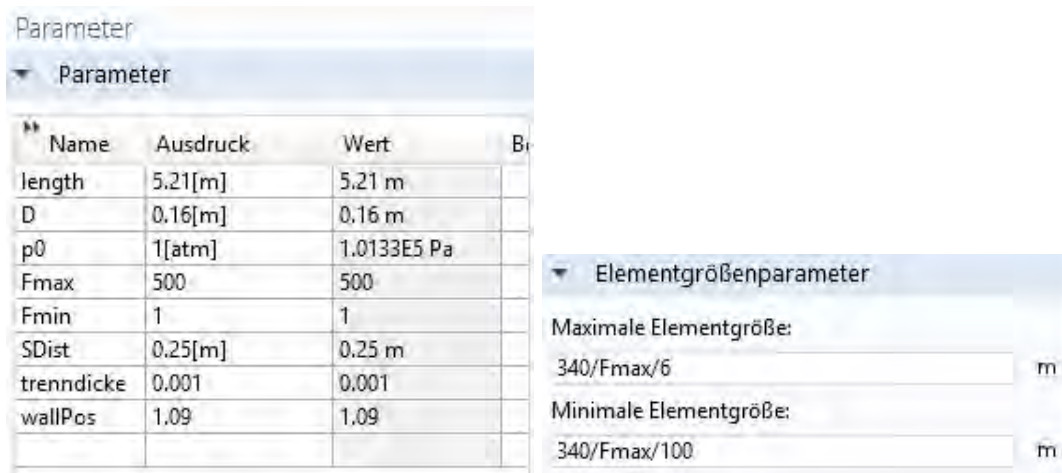 Parameter
Parameter
Name Ausdruck Wert
length 5.21[m] 5.21 m
D 0.16[m] 0.16 m
p0 1[atm] 1.0133E5 Pa
Fmax 500 500
Fmin 1 1
SDist 0.25[m] 0.25 m
trenndicke 0.001 0.001
wallPos 1.09 1.09
Elementgrößenparameter
Maximale Elementgröße:
340/Fmax/6 m
Minimale Elementgröße:
340/Fmax/100 m